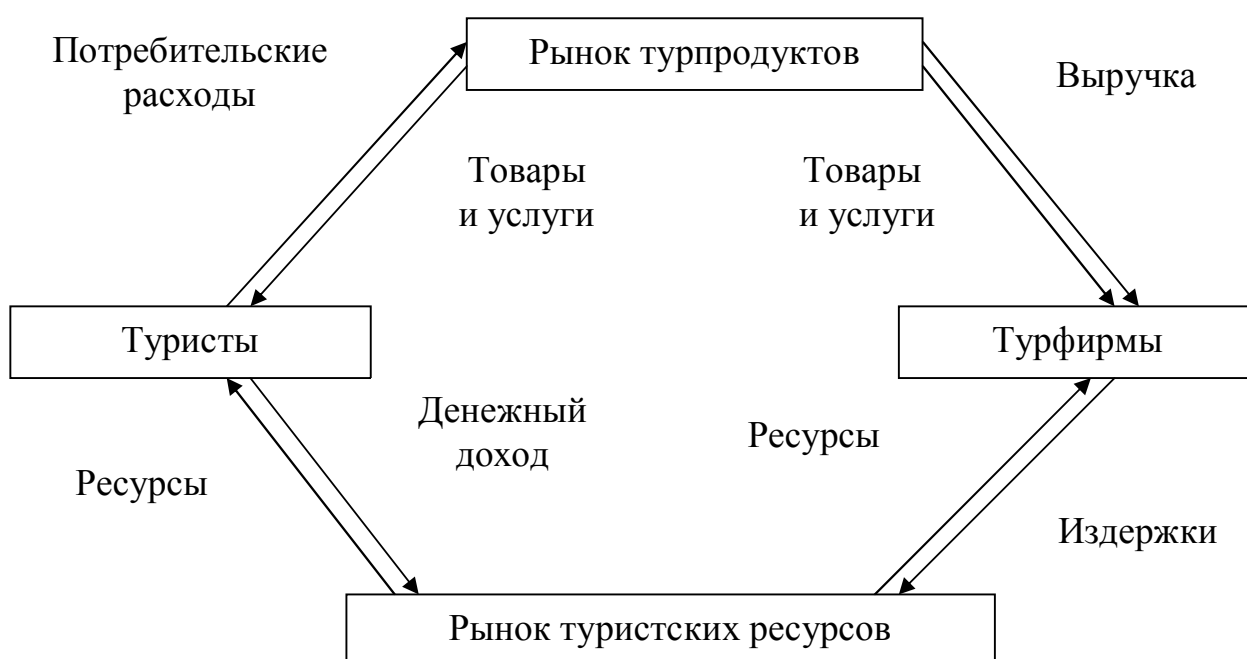 Потребительские
расходы
Рынок турпродуктов
Выручка
Товары
и услуги
Товары
и услуги
Туристы
Турфирмы
Денежный
доход
Ресурсы
Ресурсы
Издержки
Рынок туристских ресурсов